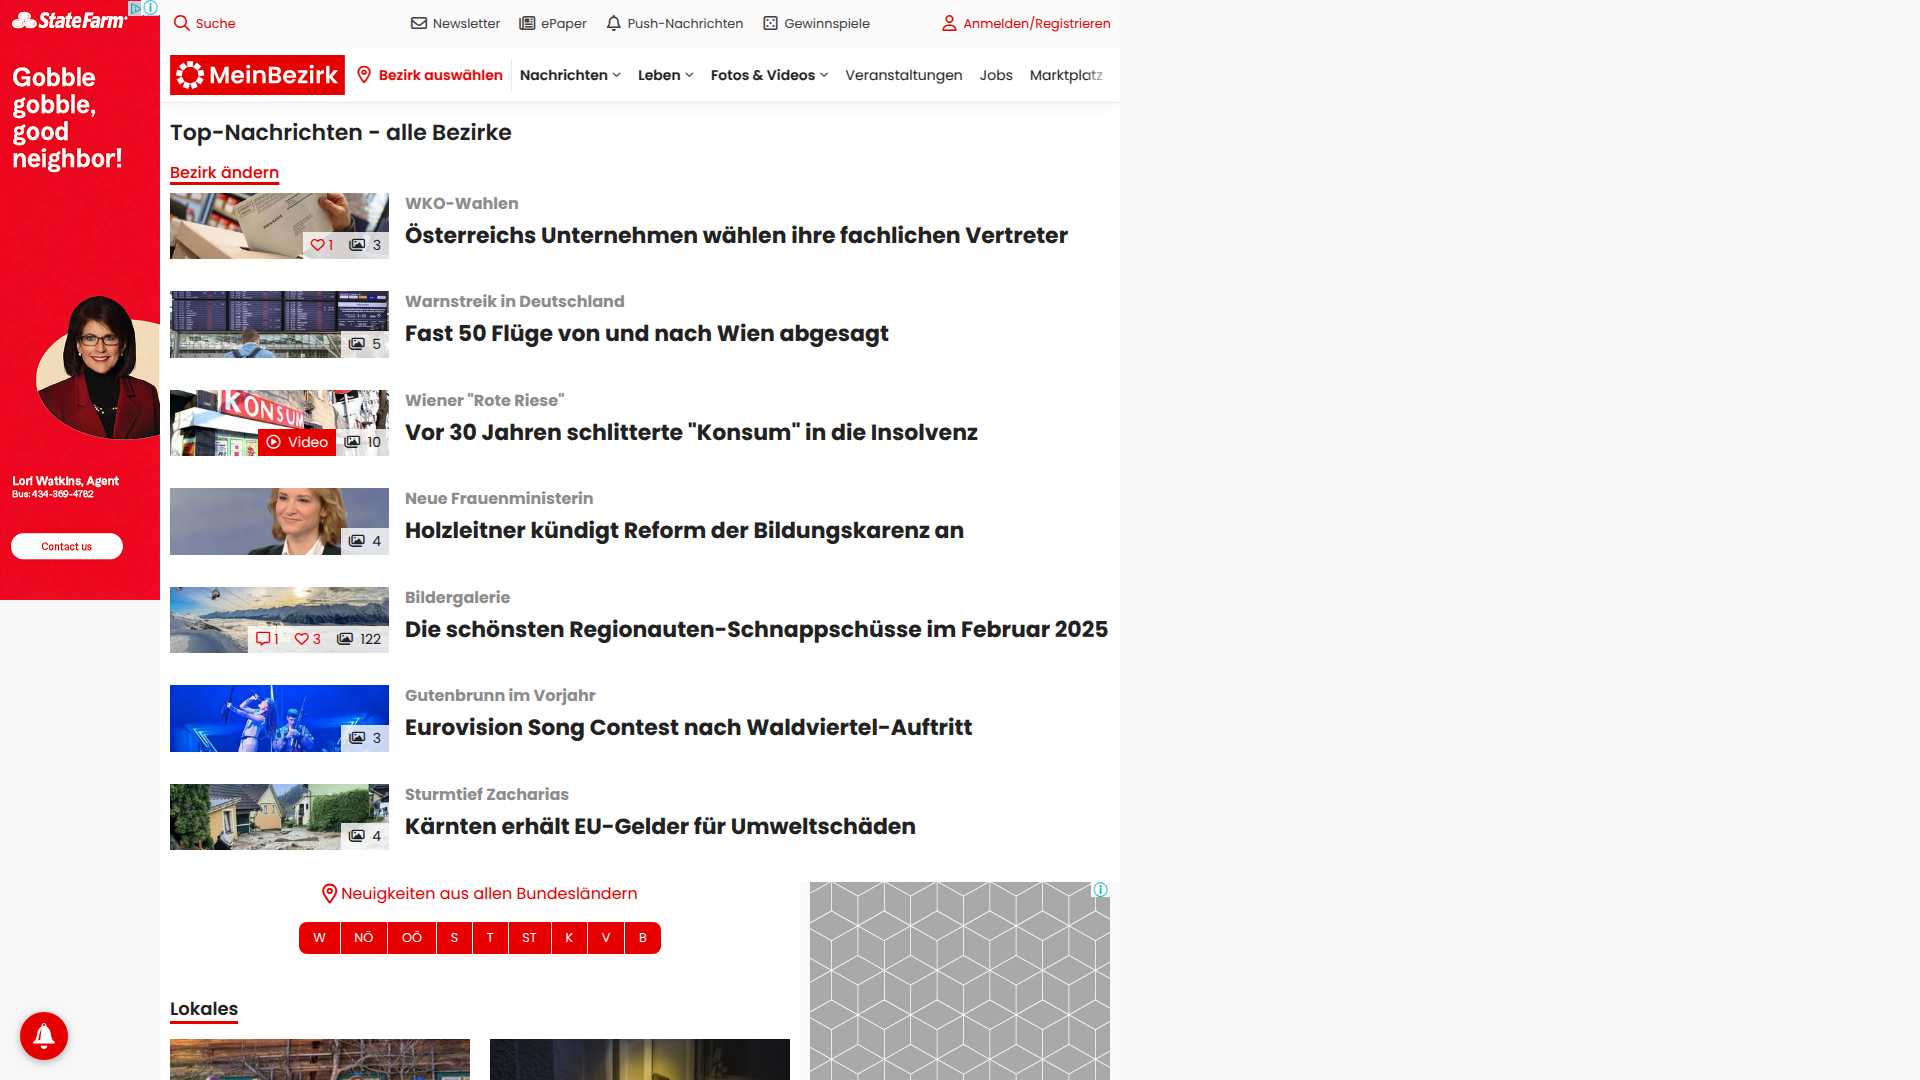 StateFarm
Gobble
gobble,
good
neighbor!
Lori Watkins, Agent
Bus: 434-369-4782
Contact us
Suche
Newsletter
ePaper
Push-Nachrichten
Gewinnspiele
Anmelden/Registrieren
MeinBezirk
Bezirk auswählen
Nachrichten
Leben
Fotos & Videos
Veranstaltungen
Jobs
Marktplatz
Top-Nachrichten - alle Bezirke
Bezirk ändern
1
3
WKO-Wahlen
Österreichs Unternehmen wählen ihre fachlichen Vertreter
5
Warnstreik in Deutschland
Fast 50 Flüge von und nach Wien abgesagt
KONSUM
Video
10
Wiener "Rote Riese"
Vor 30 Jahren schlitterte "Konsum" in die Insolvenz
4
Neue Frauenministerin
Holzleitner kündigt Reform der Bildungskarenz an
1
3
122
Bildergalerie
Die schönsten Regionauten-Schnappschüsse im Februar 2025
3
Gutenbrunn im Vorjahr
Eurovision Song Contest nach Waldviertel-Auftritt
4
Sturmtief Zacharias
Kärnten erhält EU-Gelder für Umweltschäden
Neuigkeiten aus allen Bundesländern
W NÖ OÖ S T ST K V B
Lokales